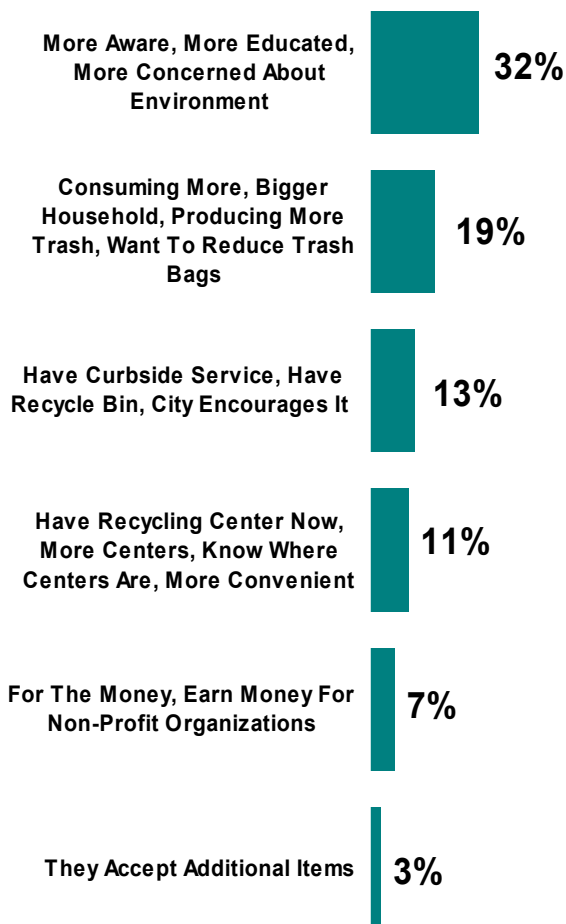 More Aware, More Educated,
More Concerned About
Environment
32%
Consuming More, Bigger
Household, Producing More
Trash, Want To Reduce Trash
Bags
19%
Have Curbside Service, Have
Recycle Bin, City Encourages It
13%
Have Recycling Center Now,
More Centers, Know Where
Centers Are, More Convenient
11%
For The Money, Earn Money For
Non-Profit Organizations
7%
They Accept Additional Items
3%